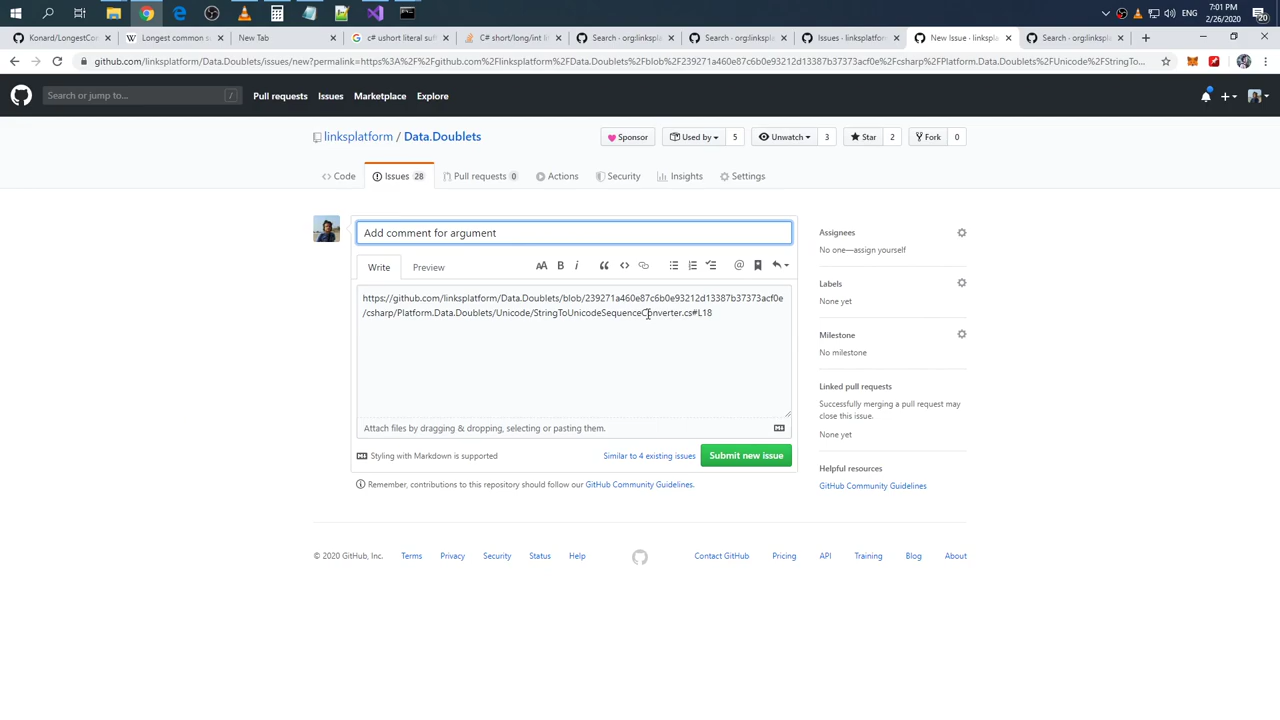 7:01 PM
ENG
2/26/2020
20
Konard/LongestCo
Longest common s
New Tab
c# ushort literal suf
C# short/long/int li
Search · org:linkspl
Search · org:linkspl
Issues · linksplatfor
New Issue · linkspl
Search · org:linkspl
github.com/linksplatform/Data.Doublets/issues/new?permalink=https%3A%2F%2Fgithub.com%2Flinksplatform%2FData.Doublets%2Fblob%2F239271a460e87c6b0e93212d13387b37373acf0e%2Fcsharp%2FPlatform.Data.Doublets%2FUnicode%2FStringTo...
Search or jump to...
/
Pull requests
Issues
Marketplace
Explore
linksplatform / Data.Doublets
Sponsor
Used by
5
Unwatch
3
Star
2
Fork
0
Code
Issues 28
Pull requests 0
Actions
Security
Insights
Settings
Add comment for argument
Write
Preview
https://github.com/linksplatform/Data.Doublets/blob/239271a460e87c6b0e93212d13387b37373acf0e
/csharp/Platform.Data.Doublets/Unicode/StringToUnicodeSequenceConverter.cs#L18
Attach files by dragging & dropping, selecting or pasting them.
Styling with Markdown is supported
Similar to 4 existing issues
Submit new issue
Remember, contributions to this repository should follow our GitHub Community Guidelines.
Assignees
No one—assign yourself
Labels
None yet
Milestone
No milestone
Linked pull requests
Successfully merging a pull request may
close this issue.
None yet
Helpful resources
GitHub Community Guidelines
© 2020 GitHub, Inc.
Terms
Privacy
Security
Status
Help
Contact GitHub
Pricing
API
Training
Blog
About